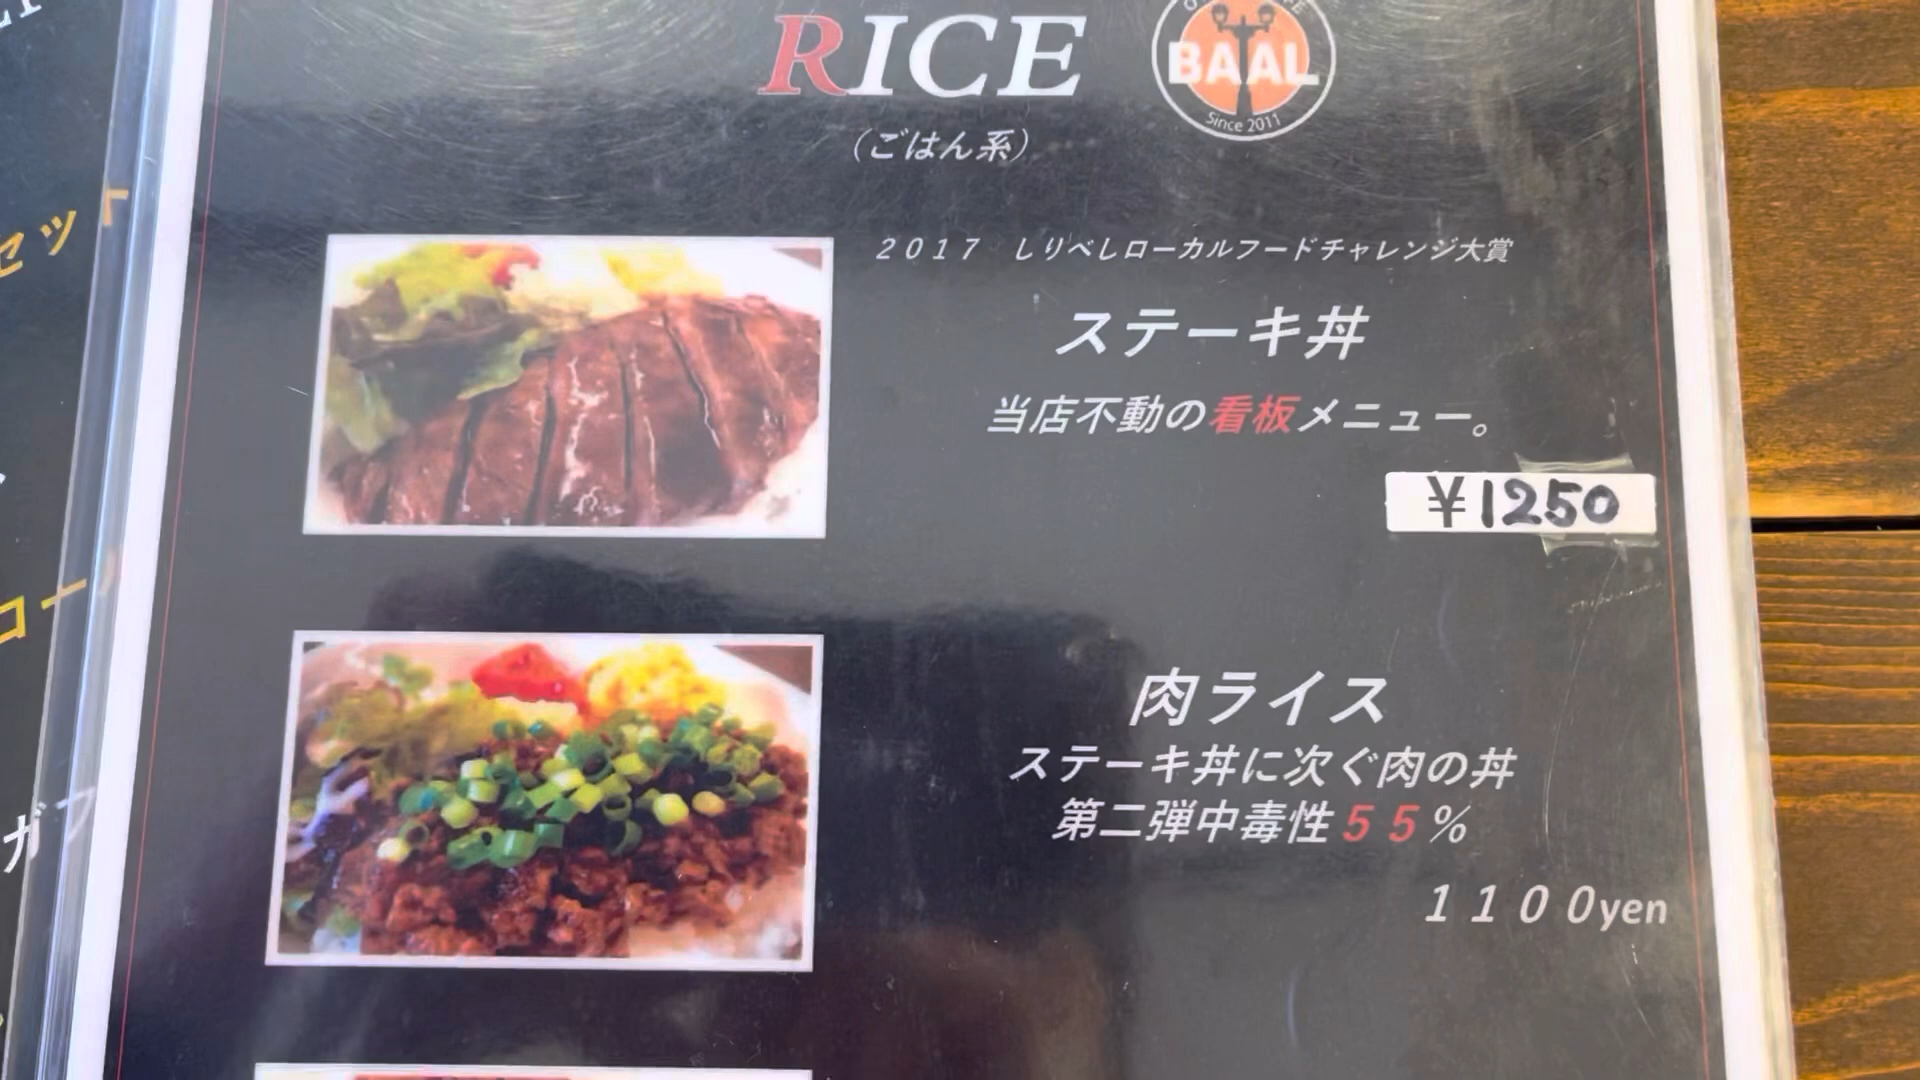 RICE
BAAL
Since 2011
(ごはん系)
2017 しりべしローカルフードチャレンジ大賞
ステーキ丼
当店不動の看板メニュー。
¥1250
肉ライス
ステーキ丼に次ぐ肉の丼
第二弾中毒性55%
1100yen
セット